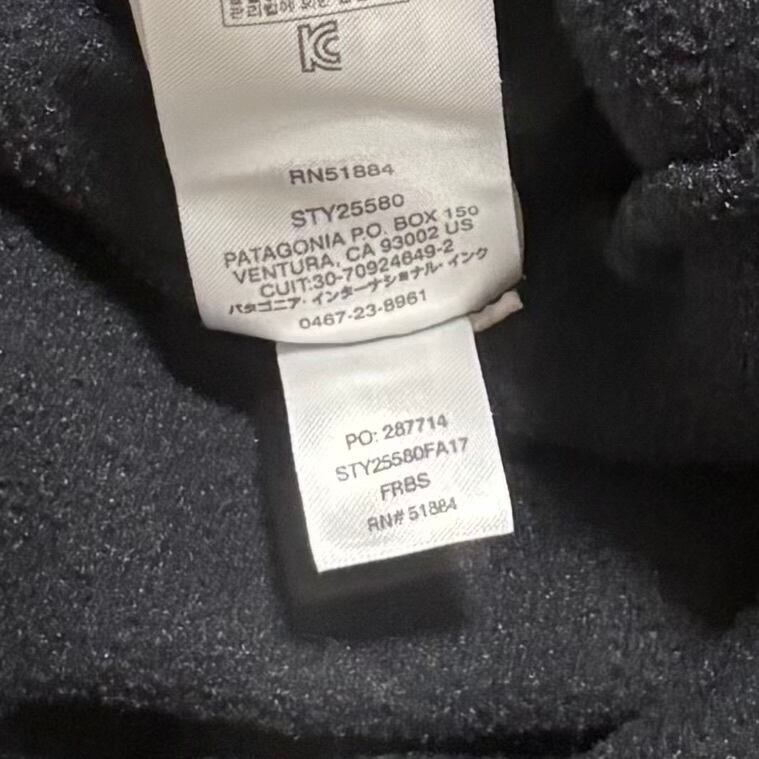 RN51884
STY25580
PATAGONIA P.O. BOX 150
VENTURA, CA 93002 US
CUIT:30-70924649-2
パタゴニア・インターナショナル・インク
0467-23-8961
PO: 287714
STY25580FA17
FRBS
RN# 51884